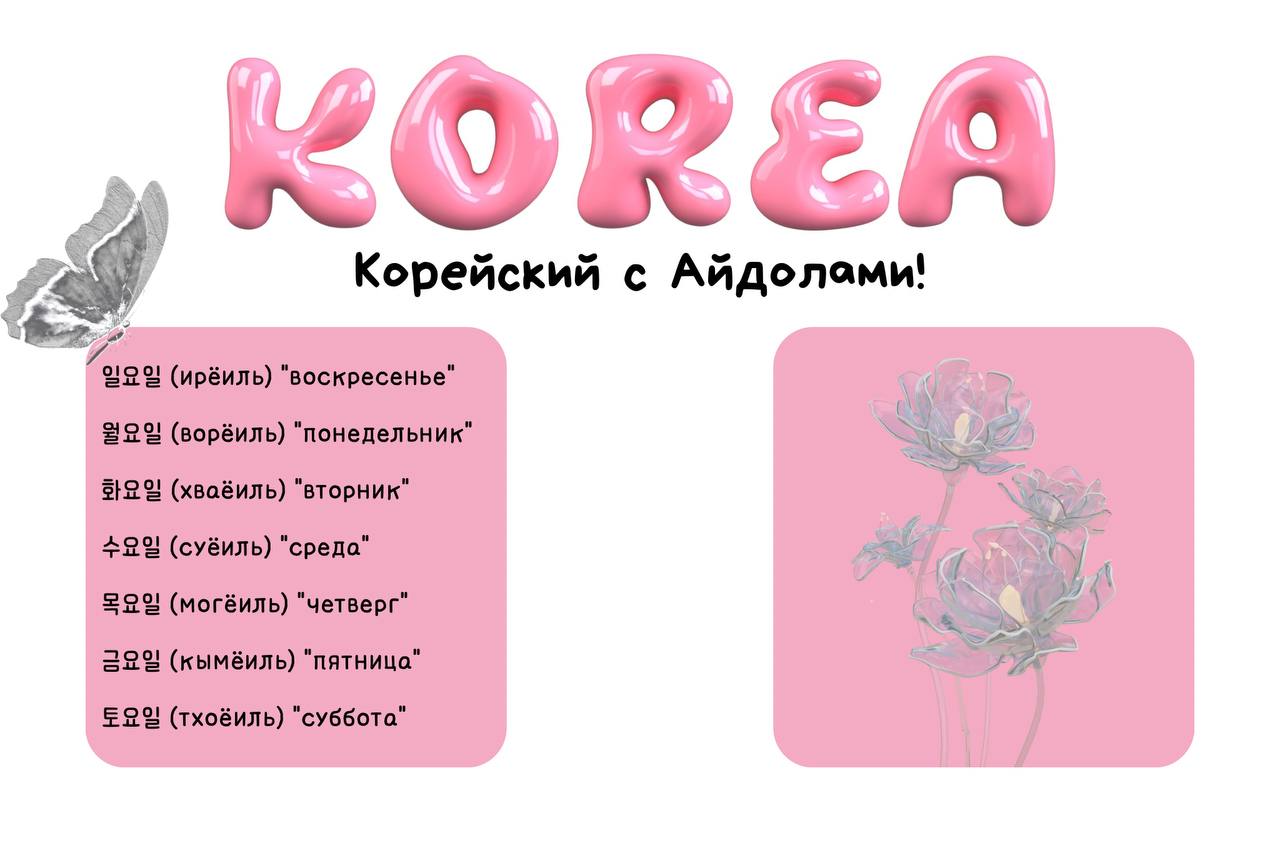 KOREA
Корейский с Айдолами!
일요일 (ирёиль) "воскресенье"
월요일 (ворёиль) "понедельник"
화요일 (хваёиль) "вторник"
수요일 (суёиль) "среда"
목요일 (могёиль) "четверг"
금요일 (кымёиль) "пятница"
토요일 (тхоёиль) "суббота"